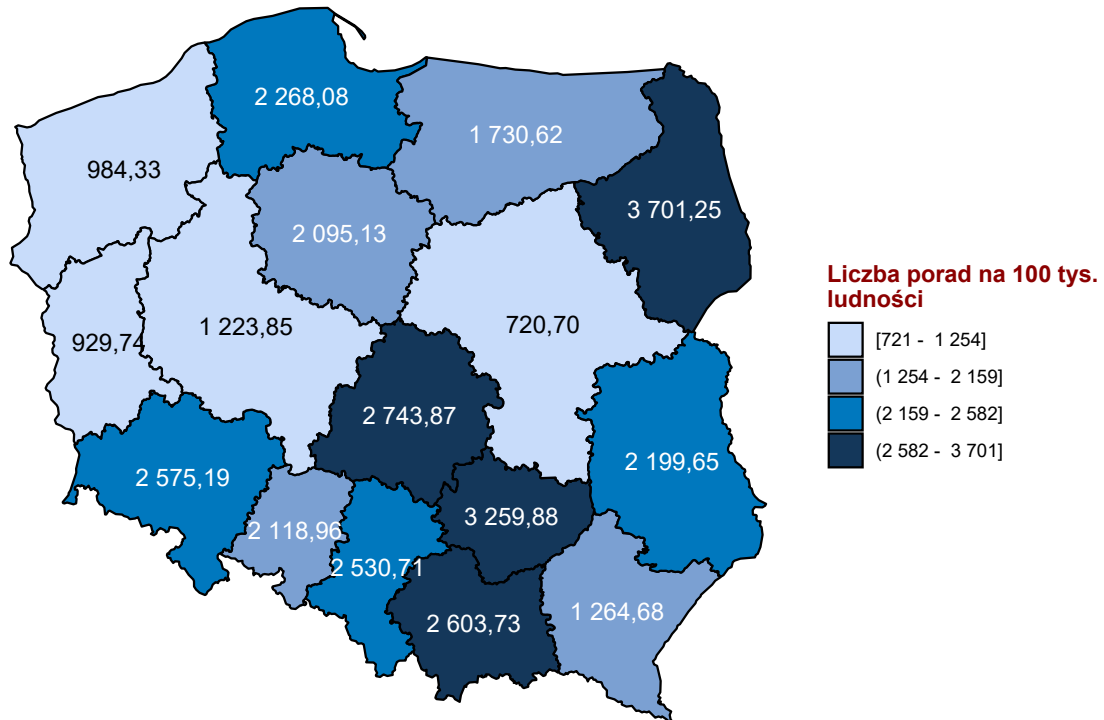 2 268,08
1 730,62
984,33
3 701,25
2 095,13
1 223,85
720,70
929,74
2 743,87
2 199,65
2 575,19
3 259,88
2 118,96
2 530,71
1 264,68
2 603,73
Liczba porad na 100 tys.
ludności
[721 - 1 254]
(1 254 - 2 159]
(2 159 - 2 582]
(2 582 - 3 701]